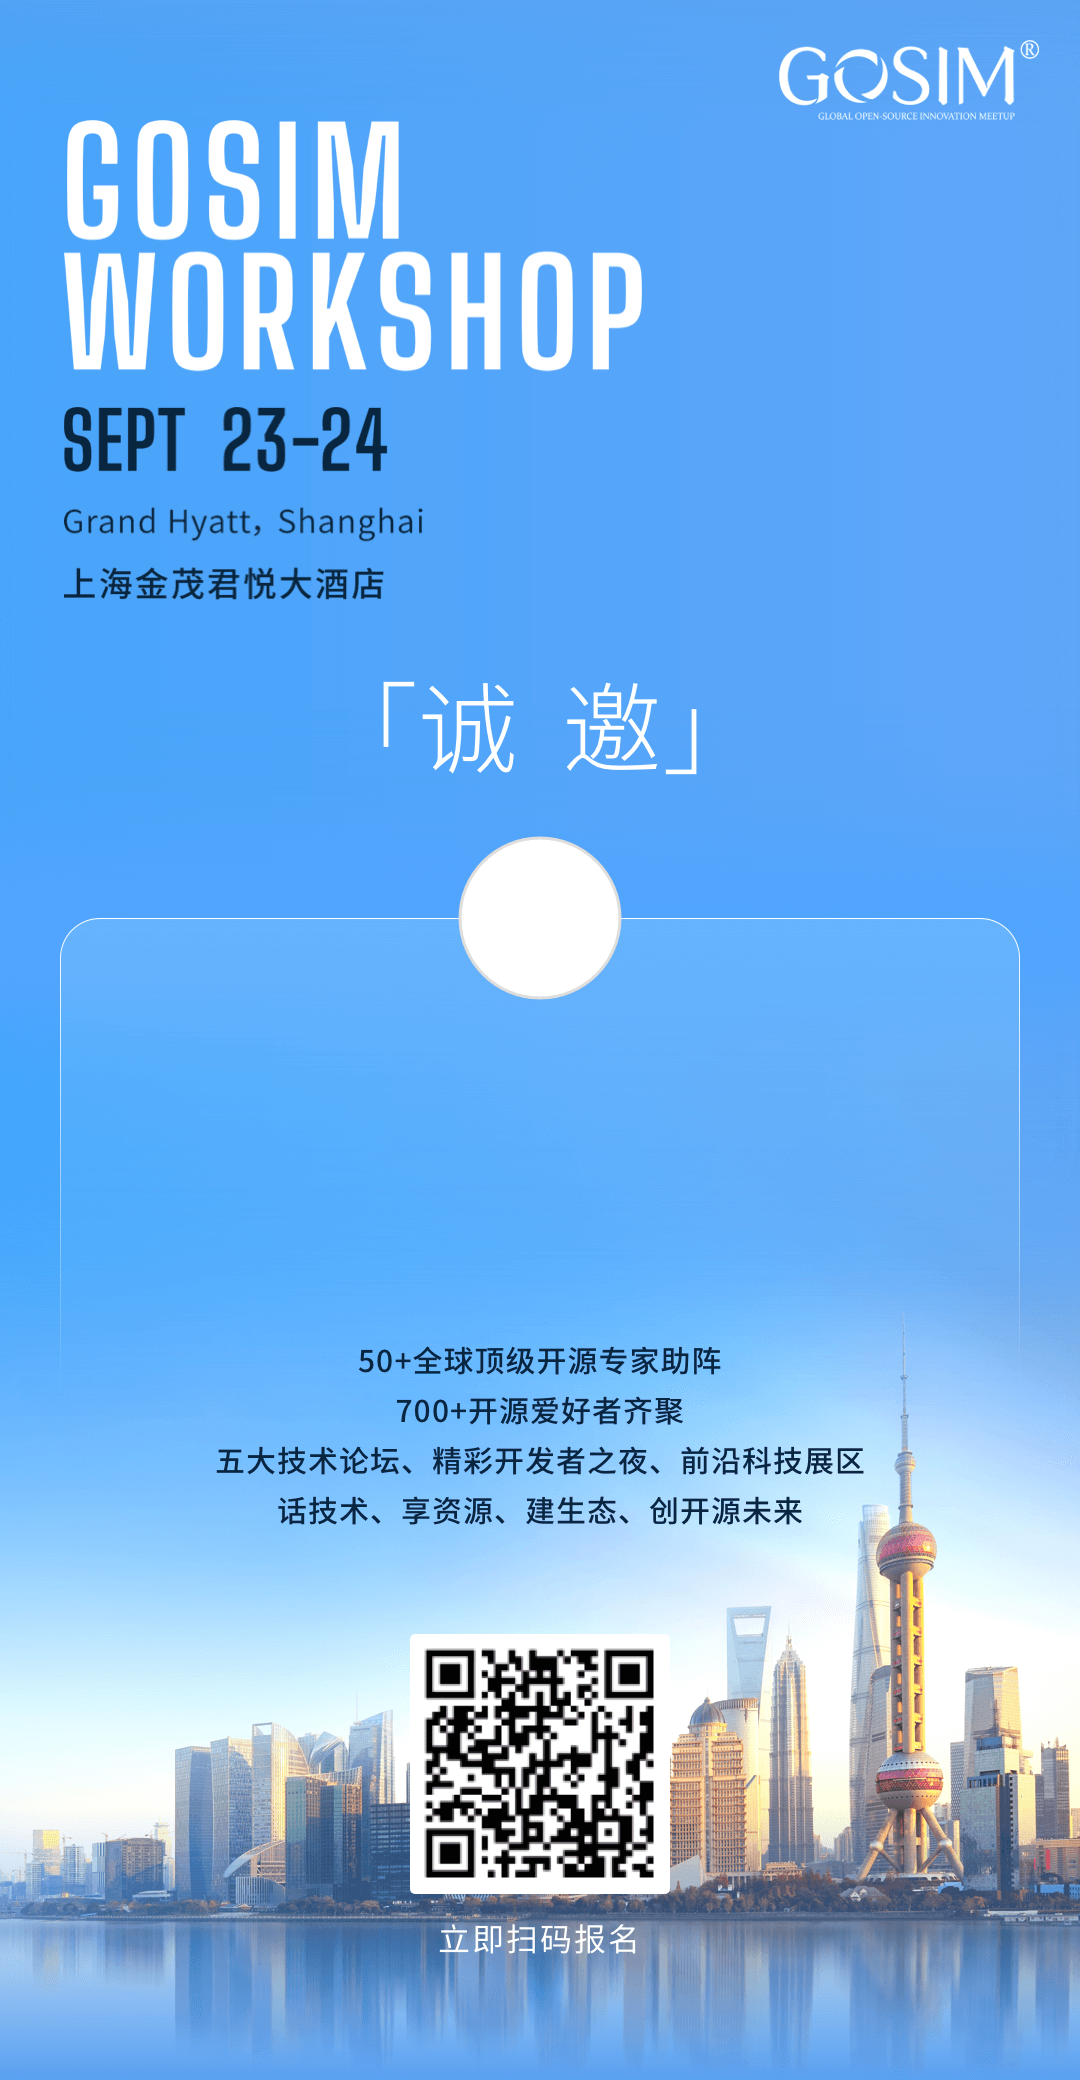 GOSIM®
GLOBAL OPEN-SOURCE INNOVATION MEETUP
GOSIM
WORKSHOP
SEPT 23-24
Grand Hyatt, Shanghai
上海金茂君悦大酒店
「诚 邀」
50+全球顶级开源专家助阵
700+开源爱好者齐聚
五大技术论坛、精彩开发者之夜、前沿科技展区
话技术、享资源、建生态、创开源未来
立即扫码报名